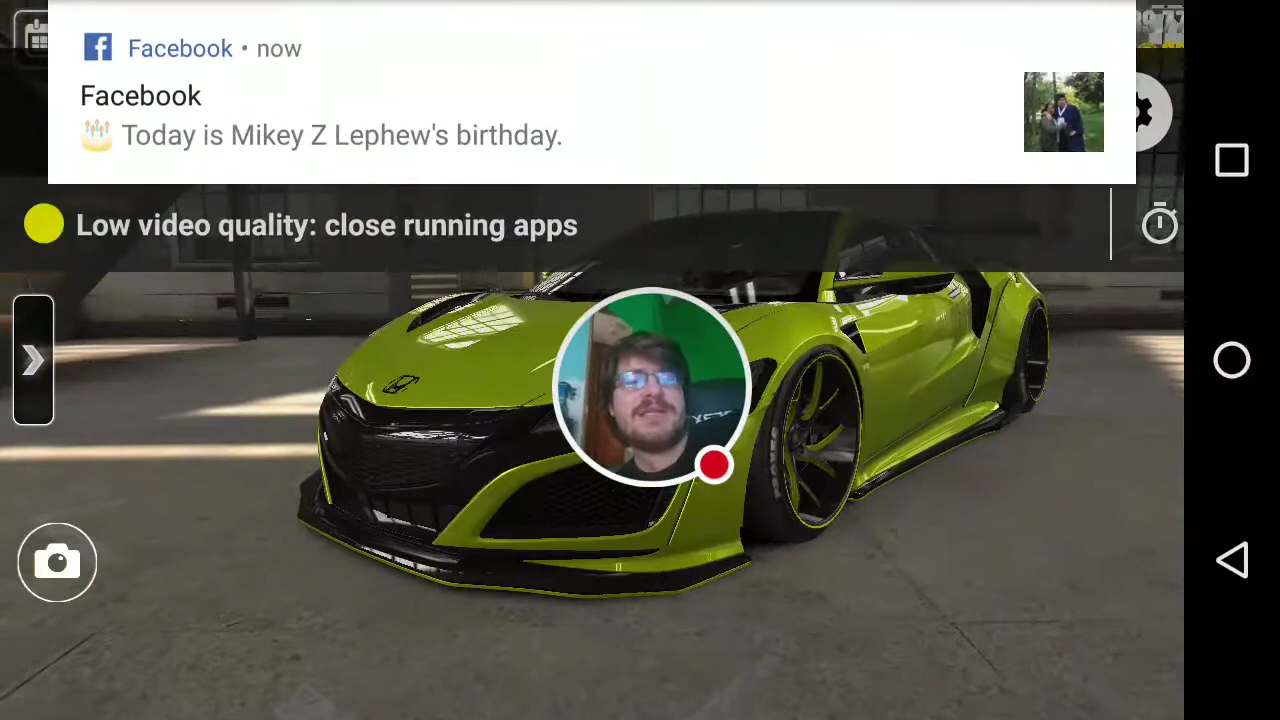 Facebook • now
Facebook
🎂 Today is Mikey Z Lephew's birthday.
Low video quality: close running apps